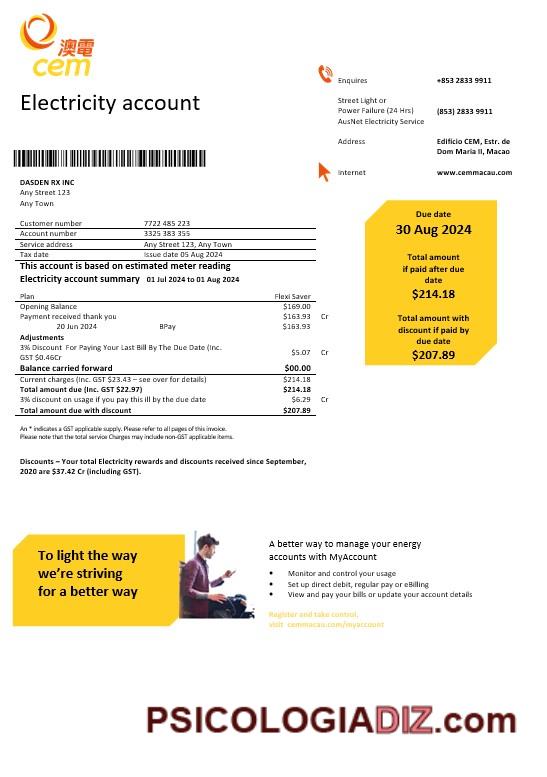 澳電
cem
Electricity account
Enquires +853 2833 9911
Street Light or
Power Failure (24 Hrs) (853) 2833 9911
AusNet Electricity Service
Address Edifício CEM, Estr. de
Dom Maria II, Macao
Internet www.cemmacau.com
DASDEN RX INC
Any Street 123
Any Town
Customer number 7722 485 223
Account number 3325 383 355
Service address Any Street 123, Any Town
Tax date Issue date 05 Aug 2024
This account is based on estimated meter reading
Electricity account summary 01 Jul 2024 to 01 Aug 2024
Plan Flexi Saver
Opening Balance $169.00
Payment received thank you $163.93 Cr
20 Jun 2024 BPay $163.93
Adjustments
3% Discount For Paying Your Last Bill By The Due Date (Inc.
GST $0.46Cr $5.07 Cr
Balance carried forward $00.00
Current charges (Inc. GST $23.43 – see over for details) $214.18
Total amount due (Inc. GST $22.97) $214.18
3% discount on usage if you pay this ill by the due date $6.29 Cr
Total amount due with discount $207.89
Due date
30 Aug 2024
Total amount
if paid after due
date
$214.18
Total amount with
discount if paid by
due date
$207.89
An * indicates a GST applicable supply. Please refer to all pages of this invoice.
Please note that the total service Charges may include non-GST applicable items.
Discounts – Your total Electricity rewards and discounts received since September,
2020 are $37.42 Cr (including GST).
To light the way
we're striving
for a better way
A better way to manage your energy
accounts with MyAccount
• Monitor and control your usage
• Set up direct debit, regular pay or eBilling
• View and pay your bills or update your account details
Register and take control,
visit cemmacau.com/myaccount
PSICOLOGIADIZ.com